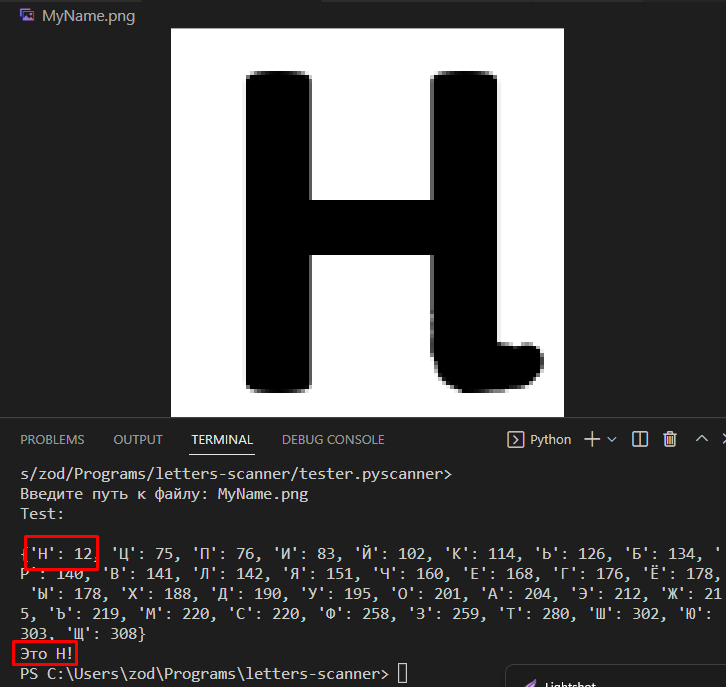 MyName.png
Н
PROBLEMS OUTPUT TERMINAL DEBUG CONSOLE Python
s/zod/Programs/letters-scanner/tester.pyscanner>
Введите путь к файлу: MyName.png
Test:
{'Н': 12, 'Ц': 75, 'П': 76, 'И': 83, 'Й': 102, 'К': 114, 'Ь': 126, 'Б': 134, '
Р': 140, 'В': 141, 'Л': 142, 'Я': 151, 'Ч': 160, 'Е': 168, 'Г': 176, 'Ё': 178,
'Ы': 178, 'Х': 188, 'Д': 190, 'У': 195, 'О': 201, 'А': 204, 'Э': 212, 'Ж': 21
5, 'Ъ': 219, 'М': 220, 'С': 220, 'Ф': 258, 'З': 259, 'Т': 280, 'Ш': 302, 'Ю':
303, 'Щ': 308}
Это Н!
PS C:\Users\zod\Programs\letters-scanner>
Lightshot